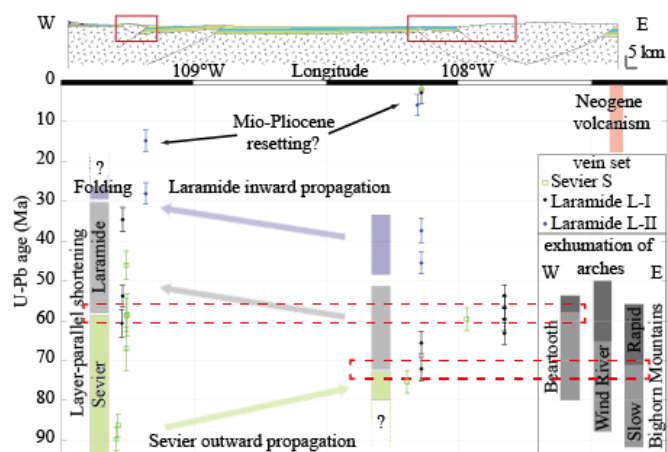 W
E
5 km
109°W
Longitude
108°W
0
10
20
30
40
50
60
70
80
90
U-Pb age (Ma)
Mio-Pliocene
resetting?
Neogene
volcanism
?
Folding
Laramide inward propagation
vein set
Sevier S
Laramide L-I
Laramide L-II
exhumation of
arches
W
E
Layer-parallel shortening
Laramide
Sevier
Beartooth
Wind River
Rapid
Slow
Bighorn Mountains
Sevier outward propagation
?